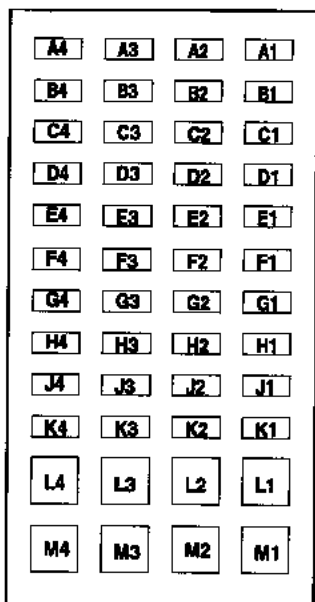 A4 A3 A2 A1
B4 B3 B2 B1
C4 C3 C2 C1
D4 D3 D2 D1
E4 E3 E2 E1
F4 F3 F2 F1
G4 G3 G2 G1
H4 H3 H2 H1
J4 J3 J2 J1
K4 K3 K2 K1
L4 L3 L2 L1
M4 M3 M2 M1